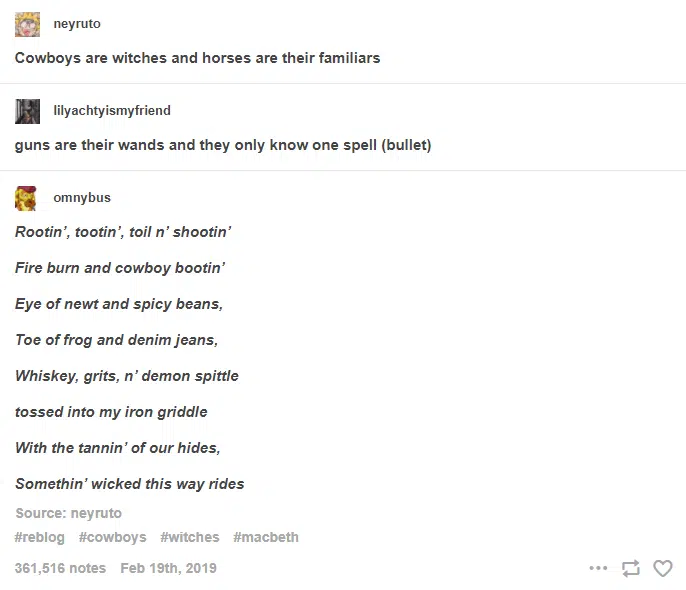 neyruto
Cowboys are witches and horses are their familiars
lilyachtyismyfriend
guns are their wands and they only know one spell (bullet)
omnybus
Rootin’, tootin’, toil n’ shootin’
Fire burn and cowboy bootin’
Eye of newt and spicy beans,
Toe of frog and denim jeans,
Whiskey, grits, n’ demon spittle
tossed into my iron griddle
With the tannin’ of our hides,
Somethin’ wicked this way rides
Source: neyruto
#reblog #cowboys #witches #macbeth
361,516 notes Feb 19th, 2019